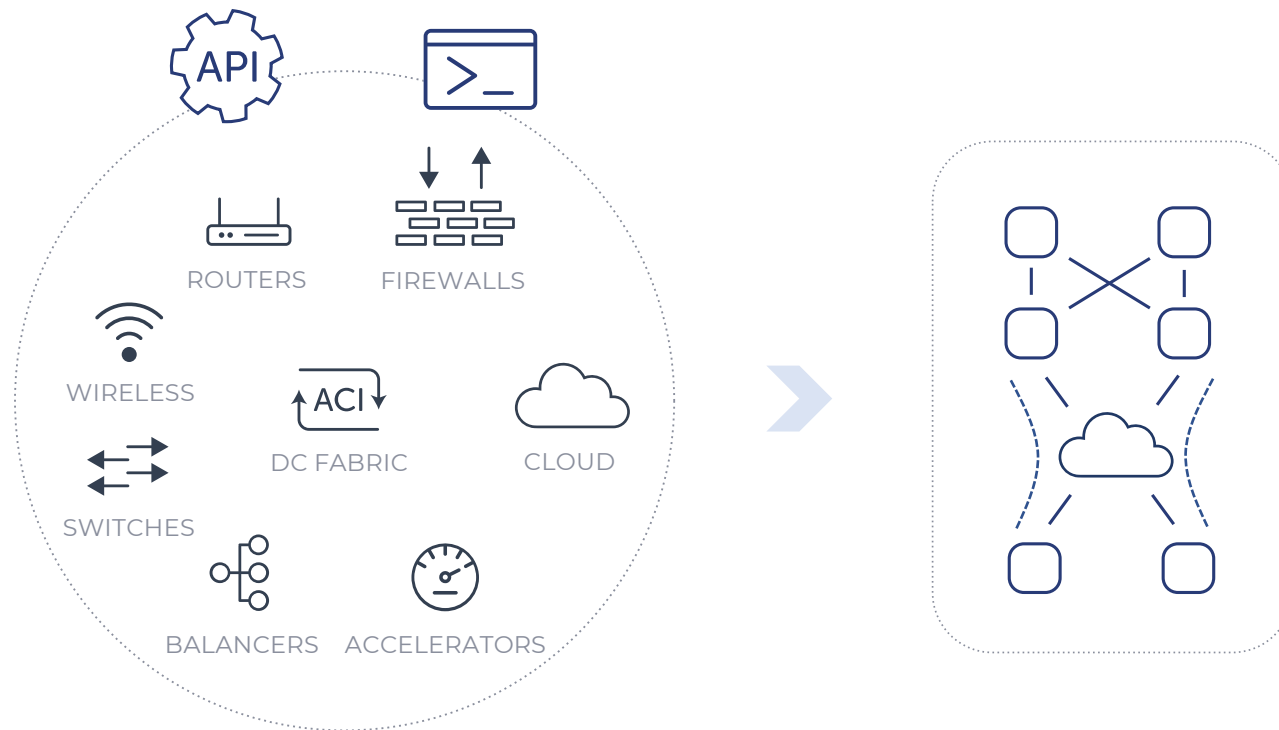 API
>_
ROUTERS
FIREWALLS
WIRELESS
ACI
DC FABRIC
CLOUD
SWITCHES
BALANCERS
ACCELERATORS